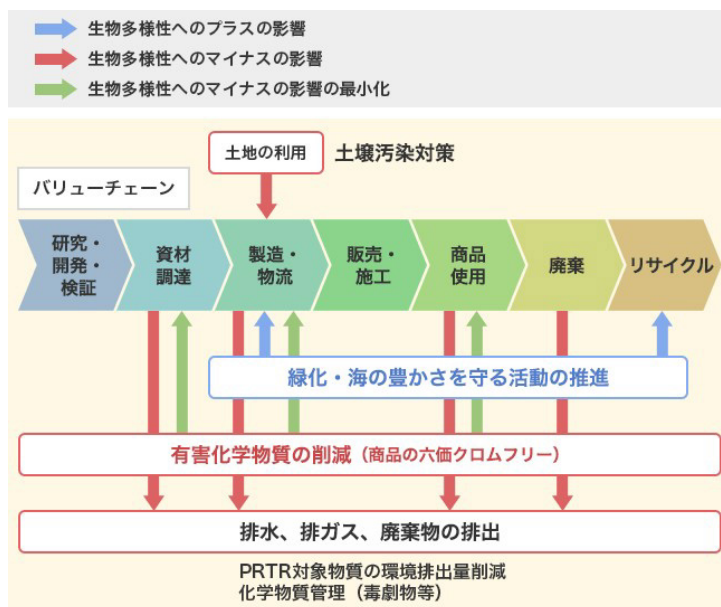 生物多様性へのプラスの影響
生物多様性へのマイナスの影響
生物多様性へのマイナスの影響の最小化
土地の利用
土壌汚染対策
バリューチェーン
研究・
開発・
検証
資材
調達
製造・
物流
販売・
施工
商品
使用
廃棄
リサイクル
緑化・海の豊かさを守る活動の推進
有害化学物質の削減（商品の六価クロムフリー）
排水、排ガス、廃棄物の排出
PRTR対象物質の環境排出量削減
化学物質管理（毒劇物等）